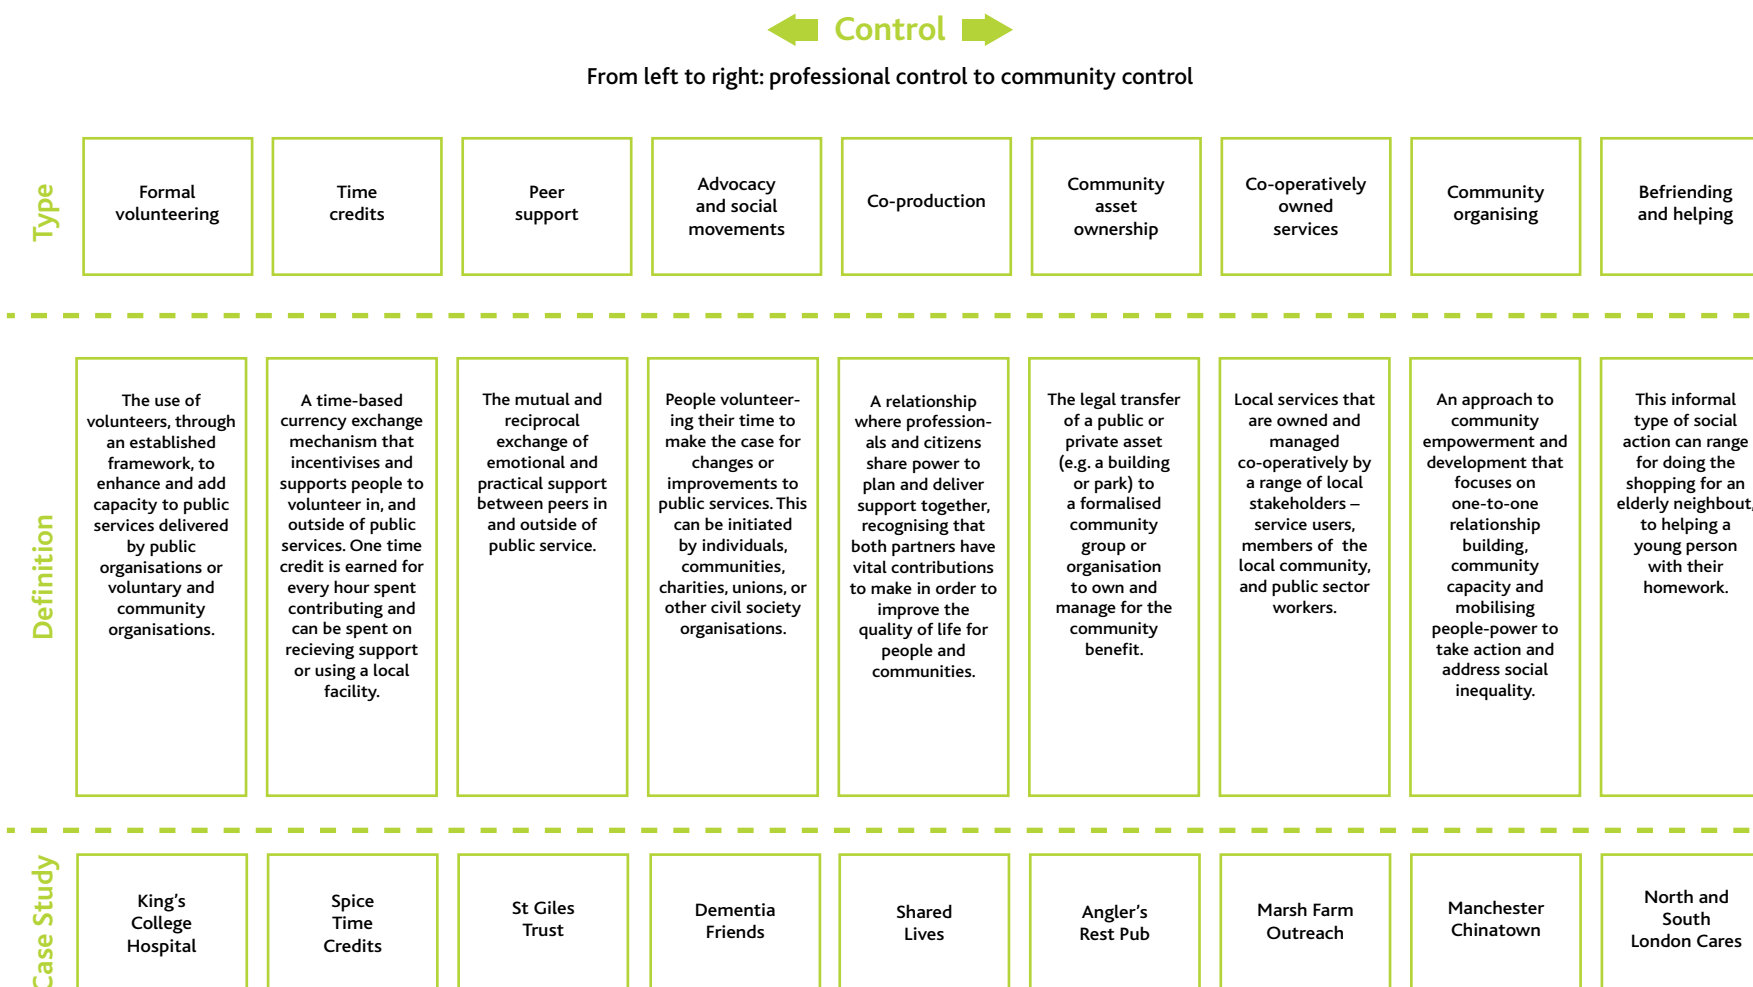 Control
From left to right: professional control to community control
Type
Formal
volunteering
Time
credits
Peer
support
Advocacy
and social
movements
Co-production
Community
asset
ownership
Co-operatively
owned
services
Community
organising
Befriending
and helping
Definition
The use of
volunteers, through
an established
framework, to
enhance and add
capacity to public
services delivered
by public
organisations or
voluntary and
community
organisations.
A time-based
currency exchange
mechanism that
incentivises and
supports people to
volunteer in, and
outside of public
services. One time
credit is earned for
every hour spent
contributing and
can be spent on
recieving support
or using a local
facility.
The mutual and
reciprocal
exchange of
emotional and
practical support
between peers in
and outside of
public service.
People volunteer-
ing their time to
make the case for
changes or
improvements to
public services. This
can be initiated
by individuals,
communities,
charities, unions, or
other civil society
organisations.
A relationship
where profession-
als and citizens
share power to
plan and deliver
support together,
recognising that
both partners have
vital contributions
to make in order to
improve the
quality of life for
people and
communities.
The legal transfer
of a public or
private asset
(e.g. a building
or park) to
a formalised
community
group or
organisation
to own and
manage for the
community
benefit.
Local services that
are owned and
managed
co-operatively by
a range of local
stakeholders –
service users,
members of the
local community,
and public sector
workers.
An approach to
community
empowerment and
development that
focuses on
one-to-one
relationship
building,
community
capacity and
mobilising
people-power to
take action and
address social
inequality.
This informal
type of social
action can range
for doing the
shopping for an
elderly neighbout,
to helping a
young person
with their
homework.
Case Study
King's
College
Hospital
Spice
Time
Credits
St Giles
Trust
Dementia
Friends
Shared
Lives
Angler's
Rest Pub
Marsh Farm
Outreach
Manchester
Chinatown
North and
South
London Cares